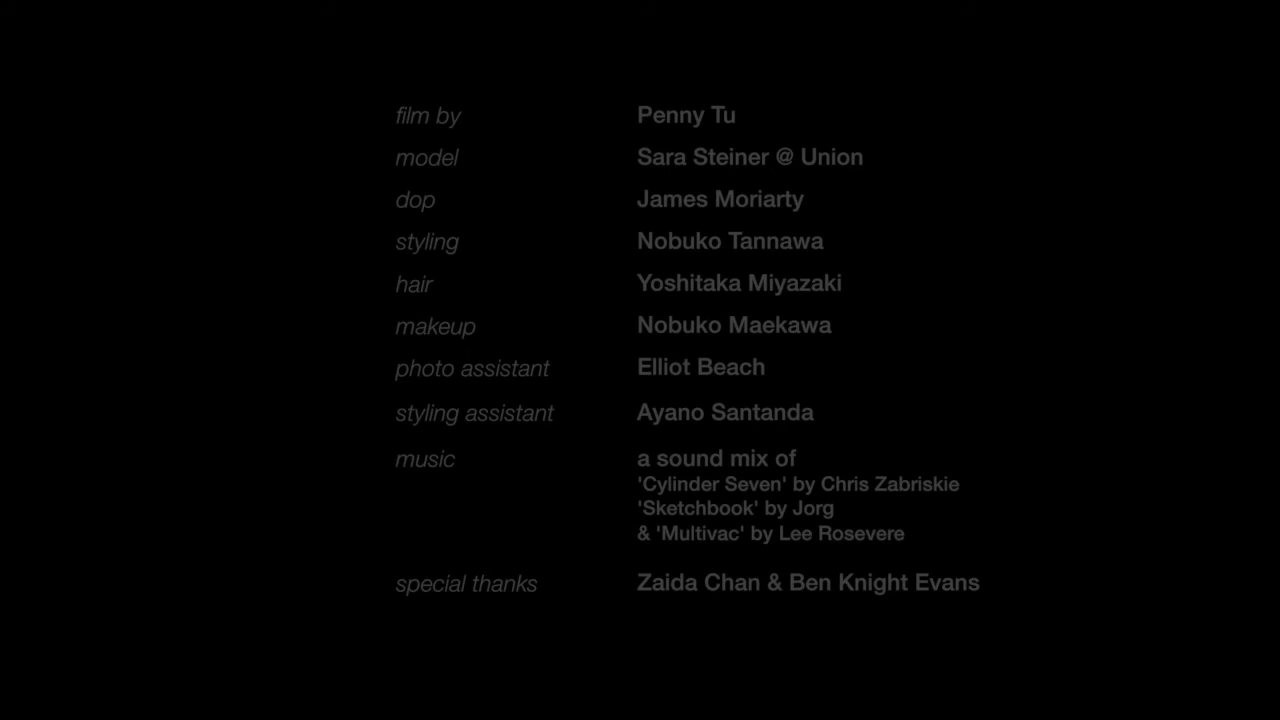 film by Penny Tu
model Sara Steiner @ Union
dop James Moriarty
styling Nobuko Tannawa
hair Yoshitaka Miyazaki
makeup Nobuko Maekawa
photo assistant Elliot Beach
styling assistant Ayano Santanda
music a sound mix of
'Cylinder Seven' by Chris Zabriskie
'Sketchbook' by Jorg
& 'Multivac' by Lee Rosevere
special thanks Zaida Chan & Ben Knight Evans